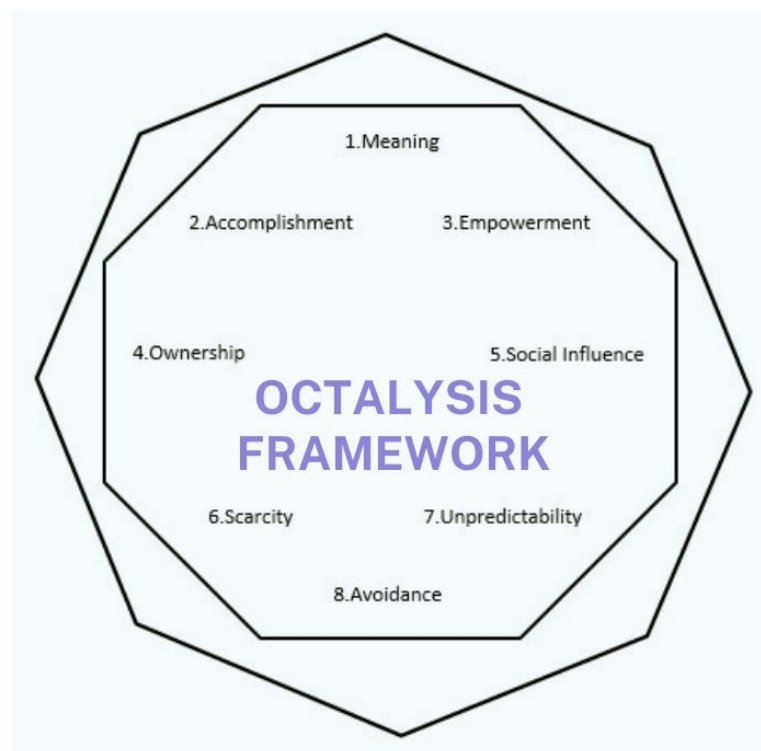 1.Meaning
2.Accomplishment
3.Empowerment
4.Ownership
5.Social Influence
OCTALYSIS
FRAMEWORK
6.Scarcity
7.Unpredictability
8.Avoidance